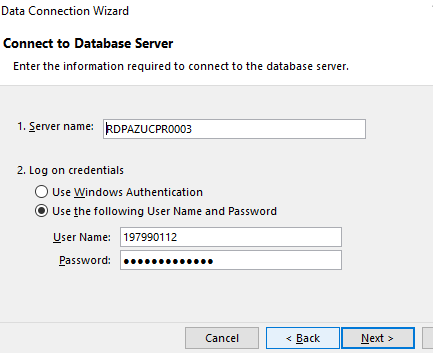 Data Connection Wizard
Connect to Database Server
Enter the information required to connect to the database server.
1. Server name: RDPAZUCPR0003
2. Log on credentials
Use Windows Authentication
Use the following User Name and Password
User Name: 197990112
Password: ●●●●●●●●●●●●●
Cancel < Back Next >